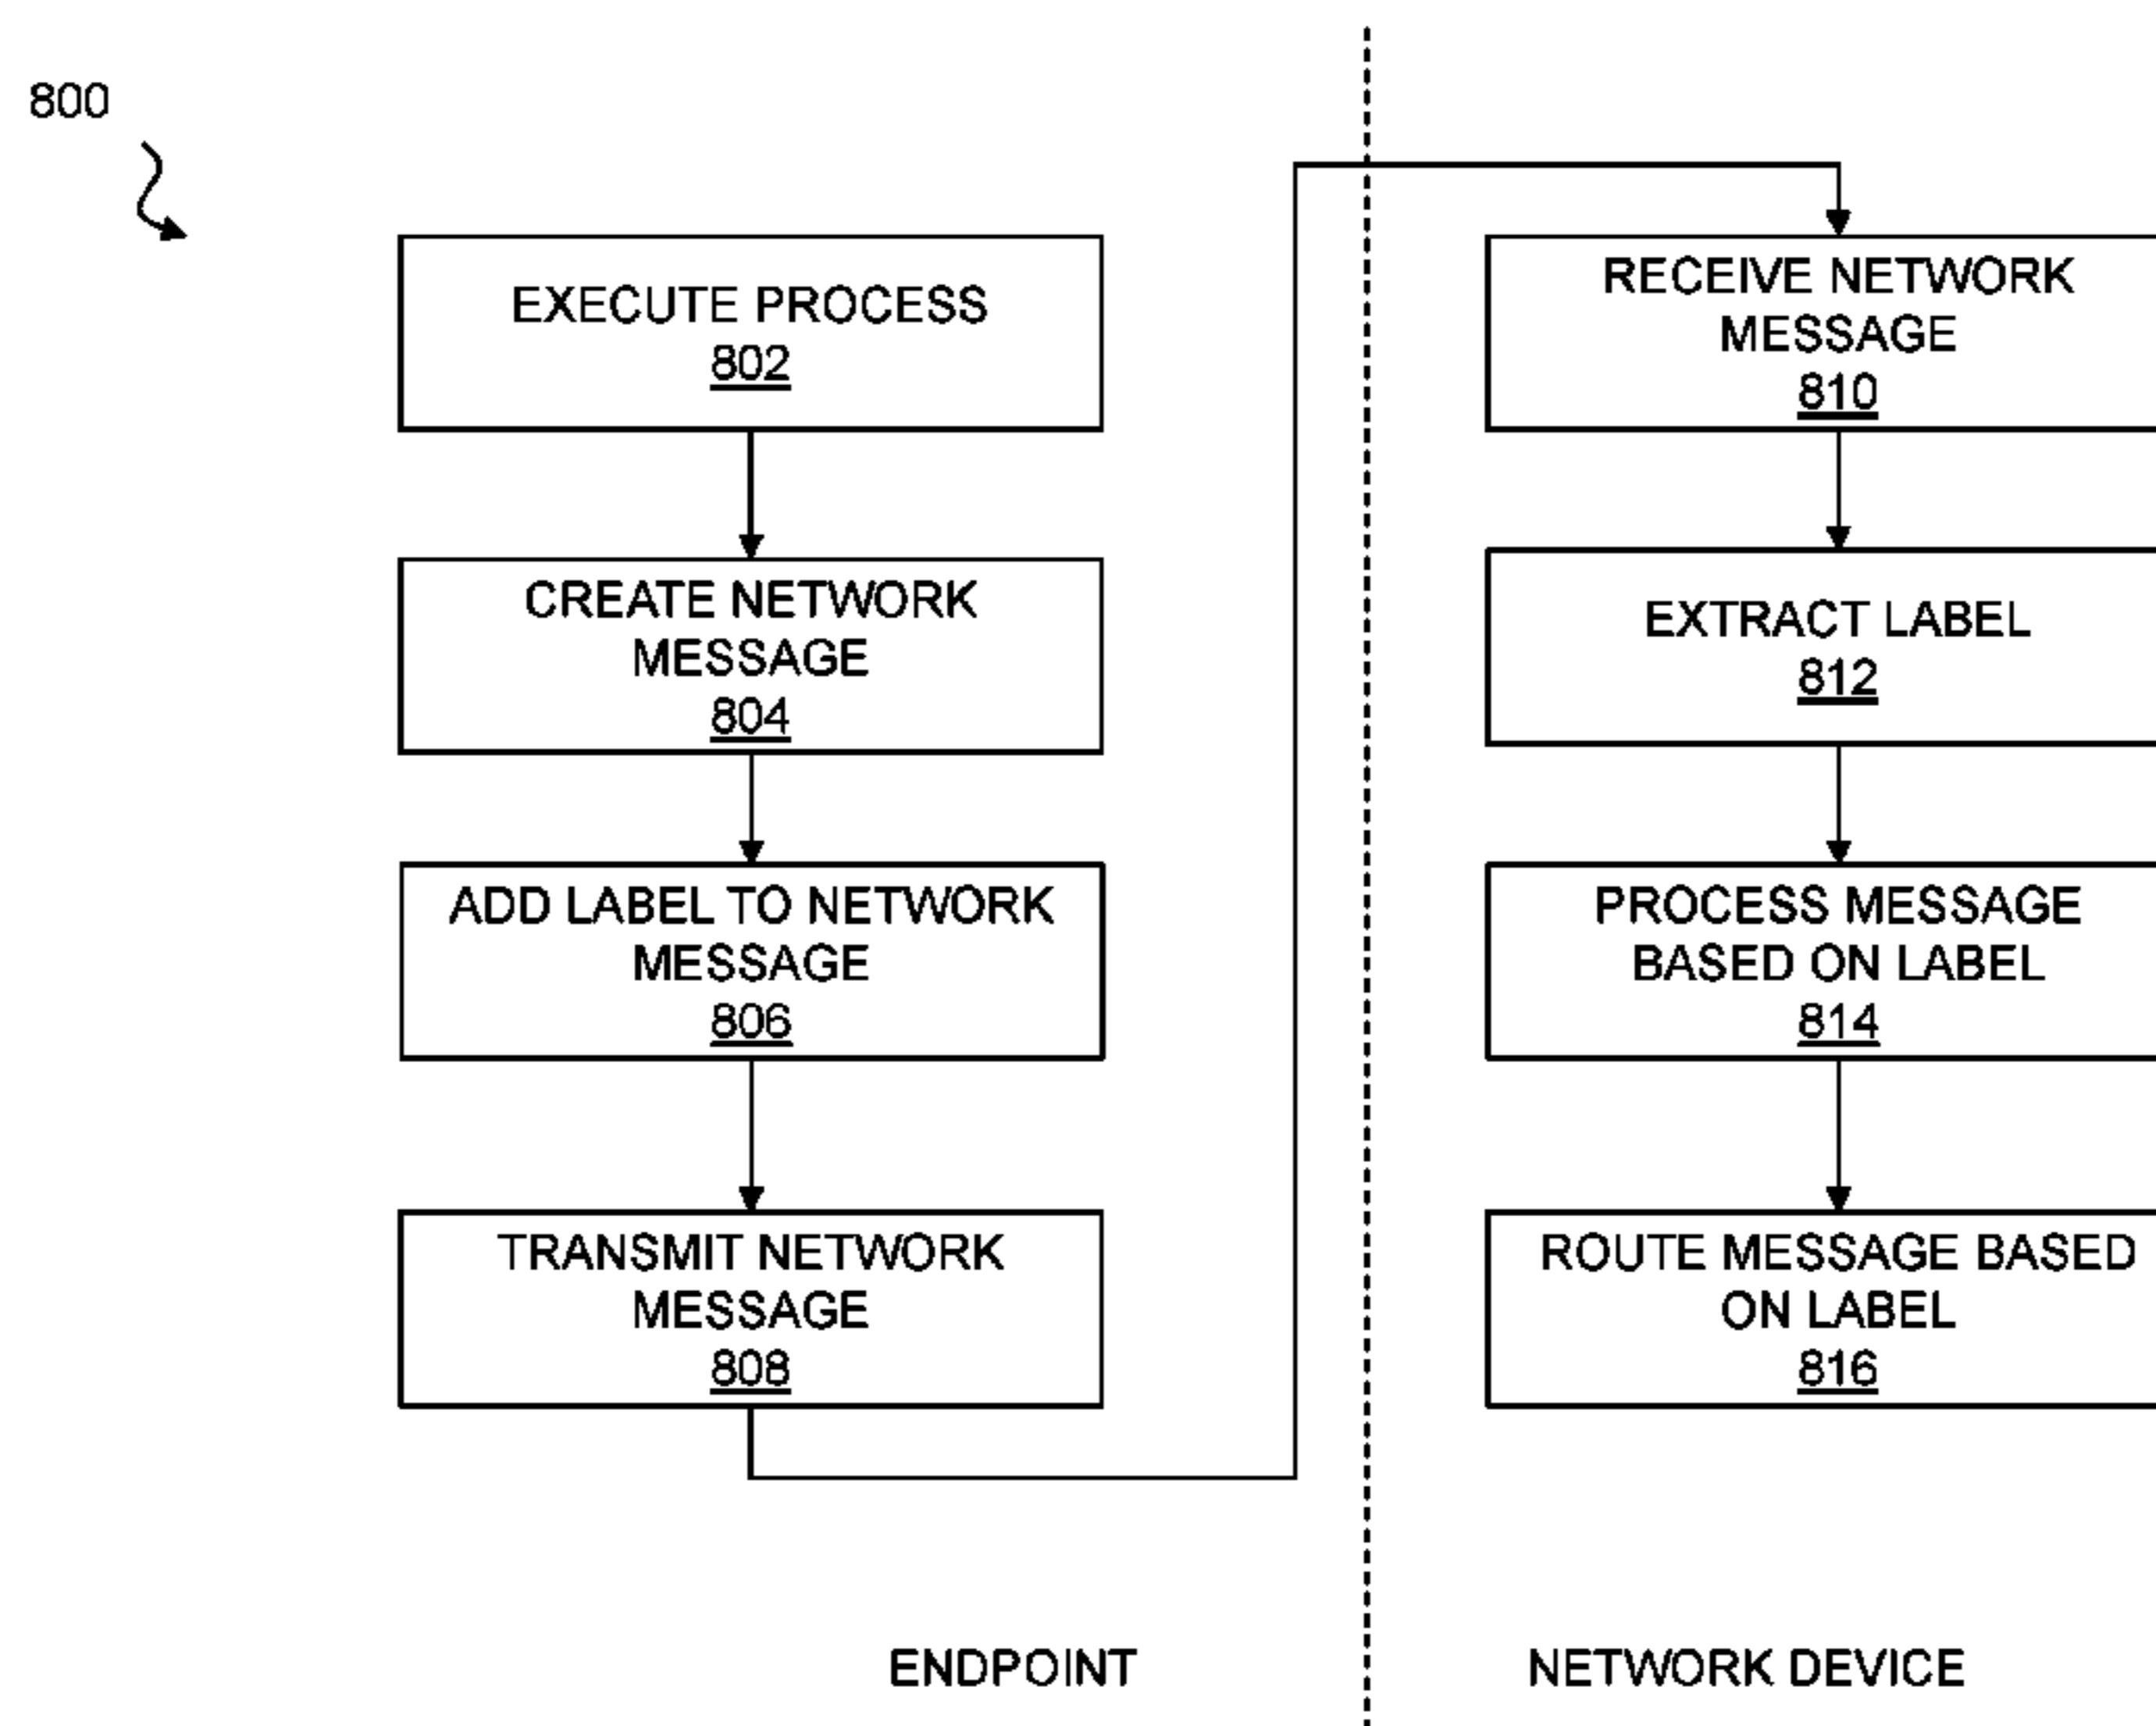 800
EXECUTE PROCESS
802
CREATE NETWORK
MESSAGE
804
ADD LABEL TO NETWORK
MESSAGE
806
TRANSMIT NETWORK
MESSAGE
808
RECEIVE NETWORK
MESSAGE
810
EXTRACT LABEL
812
PROCESS MESSAGE
BASED ON LABEL
814
ROUTE MESSAGE BASED
ON LABEL
816
ENDPOINT
NETWORK DEVICE